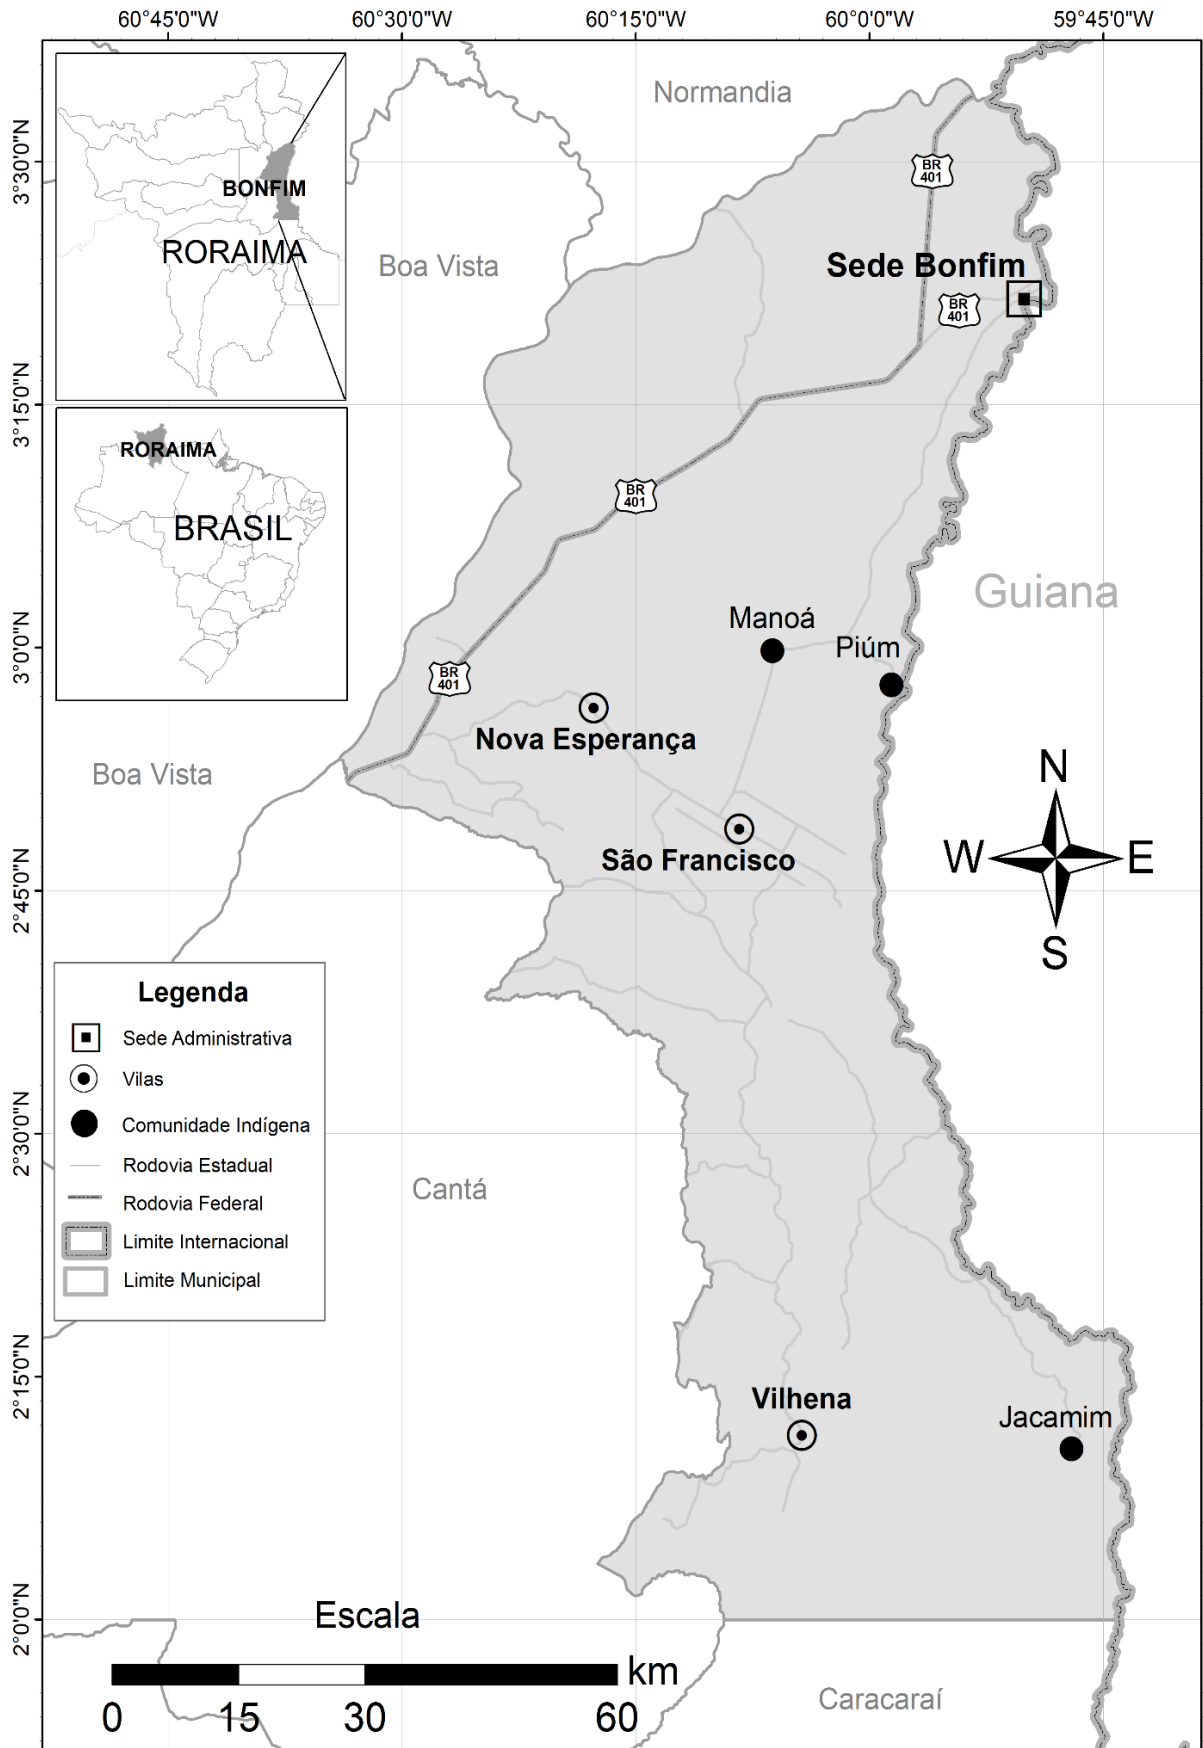 60°45'0"W
60°30'0"W
60°15'0"W
60°0'0"W
59°45'0"W
3°30'0"N
3°15'0"N
3°0'0"N
2°45'0"N
2°30'0"N
2°15'0"N
2°0'0"N
BONFIM
RORAIMA
RORAIMA
BRASIL
Normandia
Boa Vista
BR
401
Sede Bonfim
BR
401
BR
401
Guiana
Manoá
Piúm
BR
401
Nova Esperança
Boa Vista
São Francisco
N
W
E
S
Legenda
Sede Administrativa
Vilas
Comunidade Indígena
Rodovia Estadual
Rodovia Federal
Limite Internacional
Limite Municipal
Cantá
Vilhena
Jacamim
Escala
km
0 15 30 60
Caracaraí